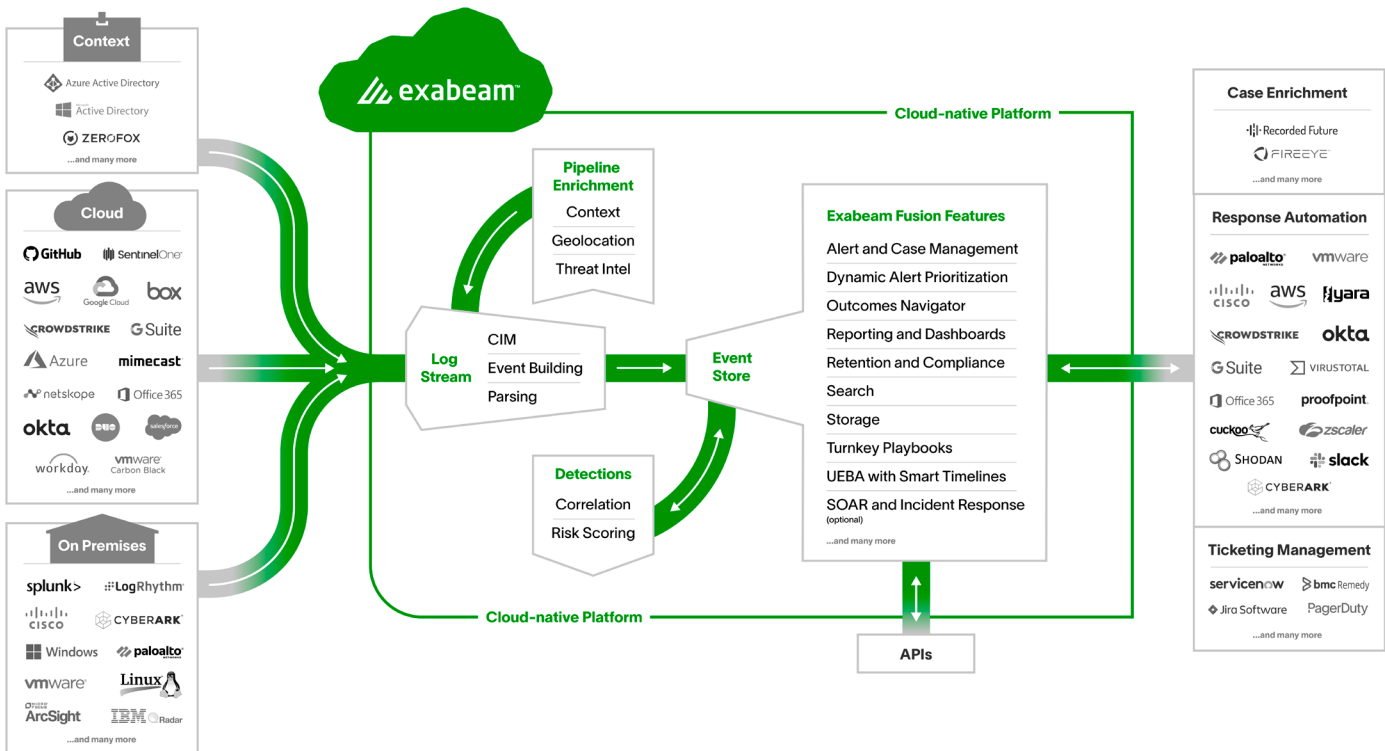 Context
Azure Active Directory
Active Directory
ZEROFOX
...and many more
Cloud
GitHub
SentinelOne
aws
Google Cloud
box
CROWDSTRIKE
G Suite
Azure
mimecast
netskope
Office 365
okta
DUO
salesforce
workday.
vmware
Carbon Black
...and many more
On Premises
splunk>
LogRhythm
CISCO
CYBERARK
Windows
paloalto
NETWORKS
vmware
Linux
MICRO FOCUS
ArcSight
IBM QRadar
...and many more
exabeam™
Cloud-native Platform
Pipeline
Enrichment
Context
Geolocation
Threat Intel
Log
Stream
CIM
Event Building
Parsing
Event
Store
Detections
Correlation
Risk Scoring
Exabeam Fusion Features
Alert and Case Management
Dynamic Alert Prioritization
Outcomes Navigator
Reporting and Dashboards
Retention and Compliance
Search
Storage
Turnkey Playbooks
UEBA with Smart Timelines
SOAR and Incident Response
(optional)
...and many more
Cloud-native Platform
APIs
Case Enrichment
Recorded Future
FIREEYE
...and many more
Response Automation
paloalto
NETWORKS
vmware
CISCO
aws
yara
CROWDSTRIKE
okta
G Suite
VIRUSTOTAL
Office 365
proofpoint.
cuckoo
zscaler
SHODAN
slack
CYBERARK
...and many more
Ticketing Management
servicenow
bmc Remedy
Jira Software
PagerDuty
...and many more